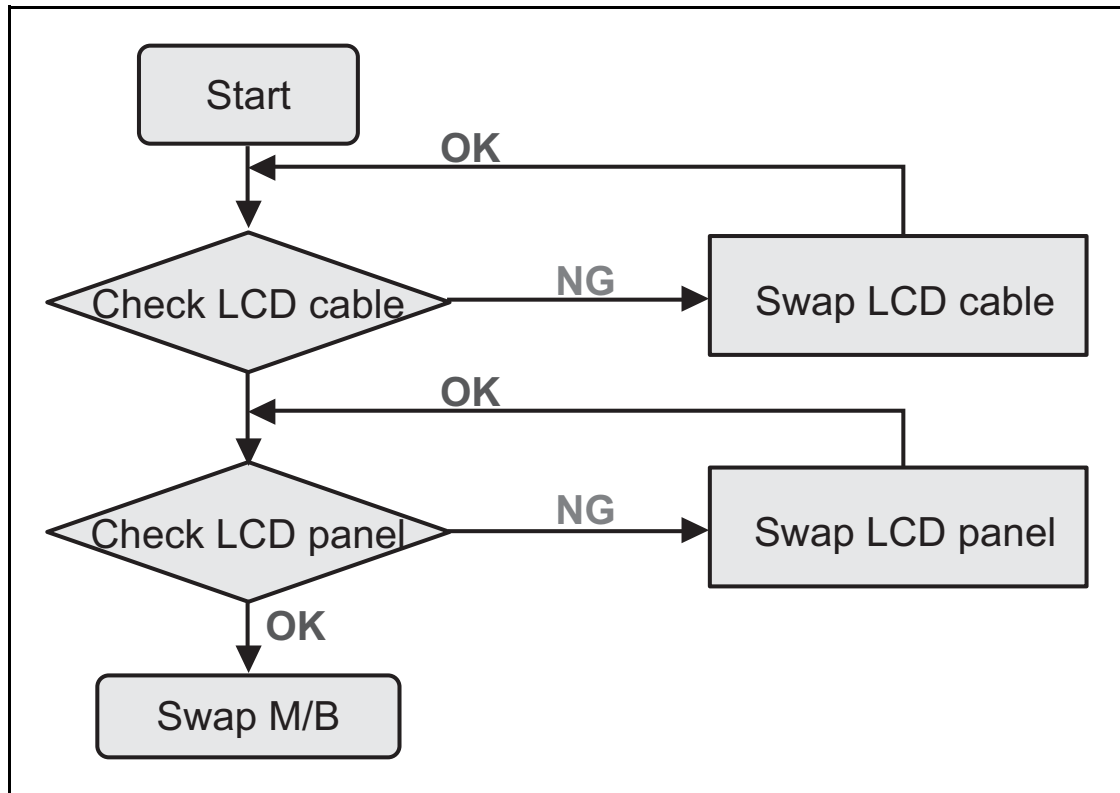 Start
OK
Check LCD cable
NG
Swap LCD cable
OK
Check LCD panel
NG
Swap LCD panel
OK
Swap M/B